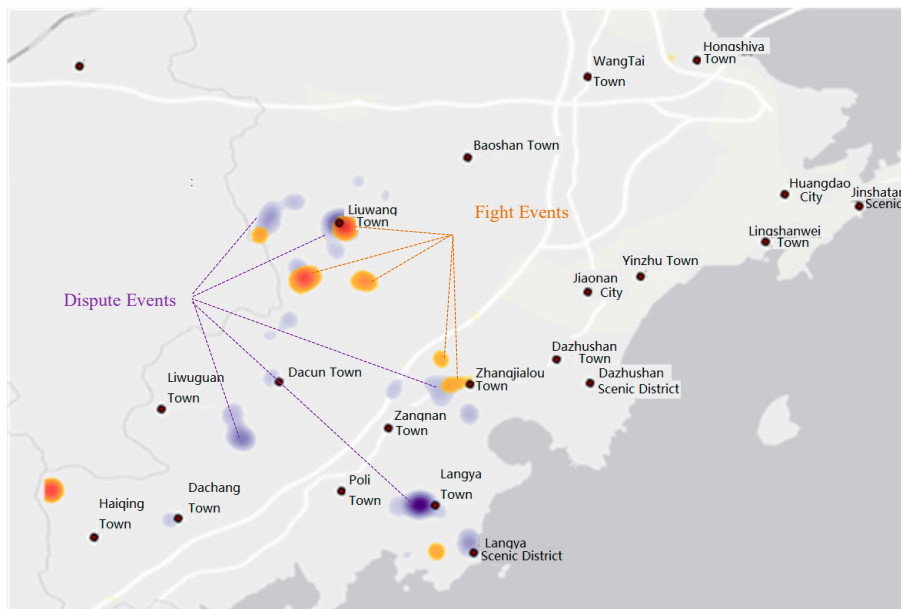 Hongshiya
Town
WangTai
Town
Baoshan Town
Huangdao
City
Jinshatan
Scenic
Liuwang
Town
Fight Events
Lingshanwei
Town
Yinzhu Town
Jiaonan
City
Dispute Events
Dazhushan
Town
Dacun Town
Liwuguan
Town
Zhangjialou
Town
Dazhushan
Scenic District
Zangnan
Town
Poli
Town
Langya
Town
Dachang
Town
Haiqing
Town
Langya
Scenic District